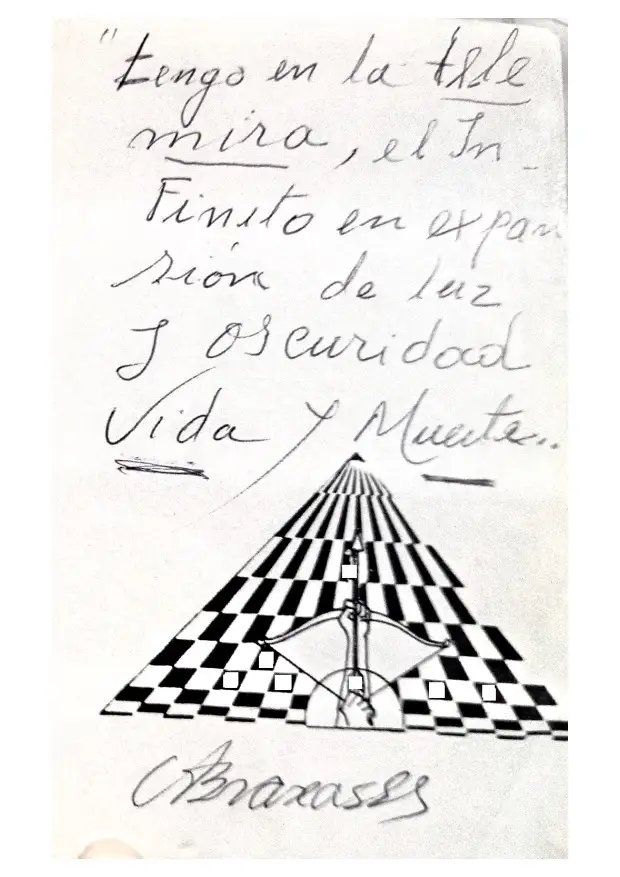 "tengo en la tele
mira, el In-
Finito en expan
sión de luz
y oscuridad
Vida y Muerte..
Abraxas